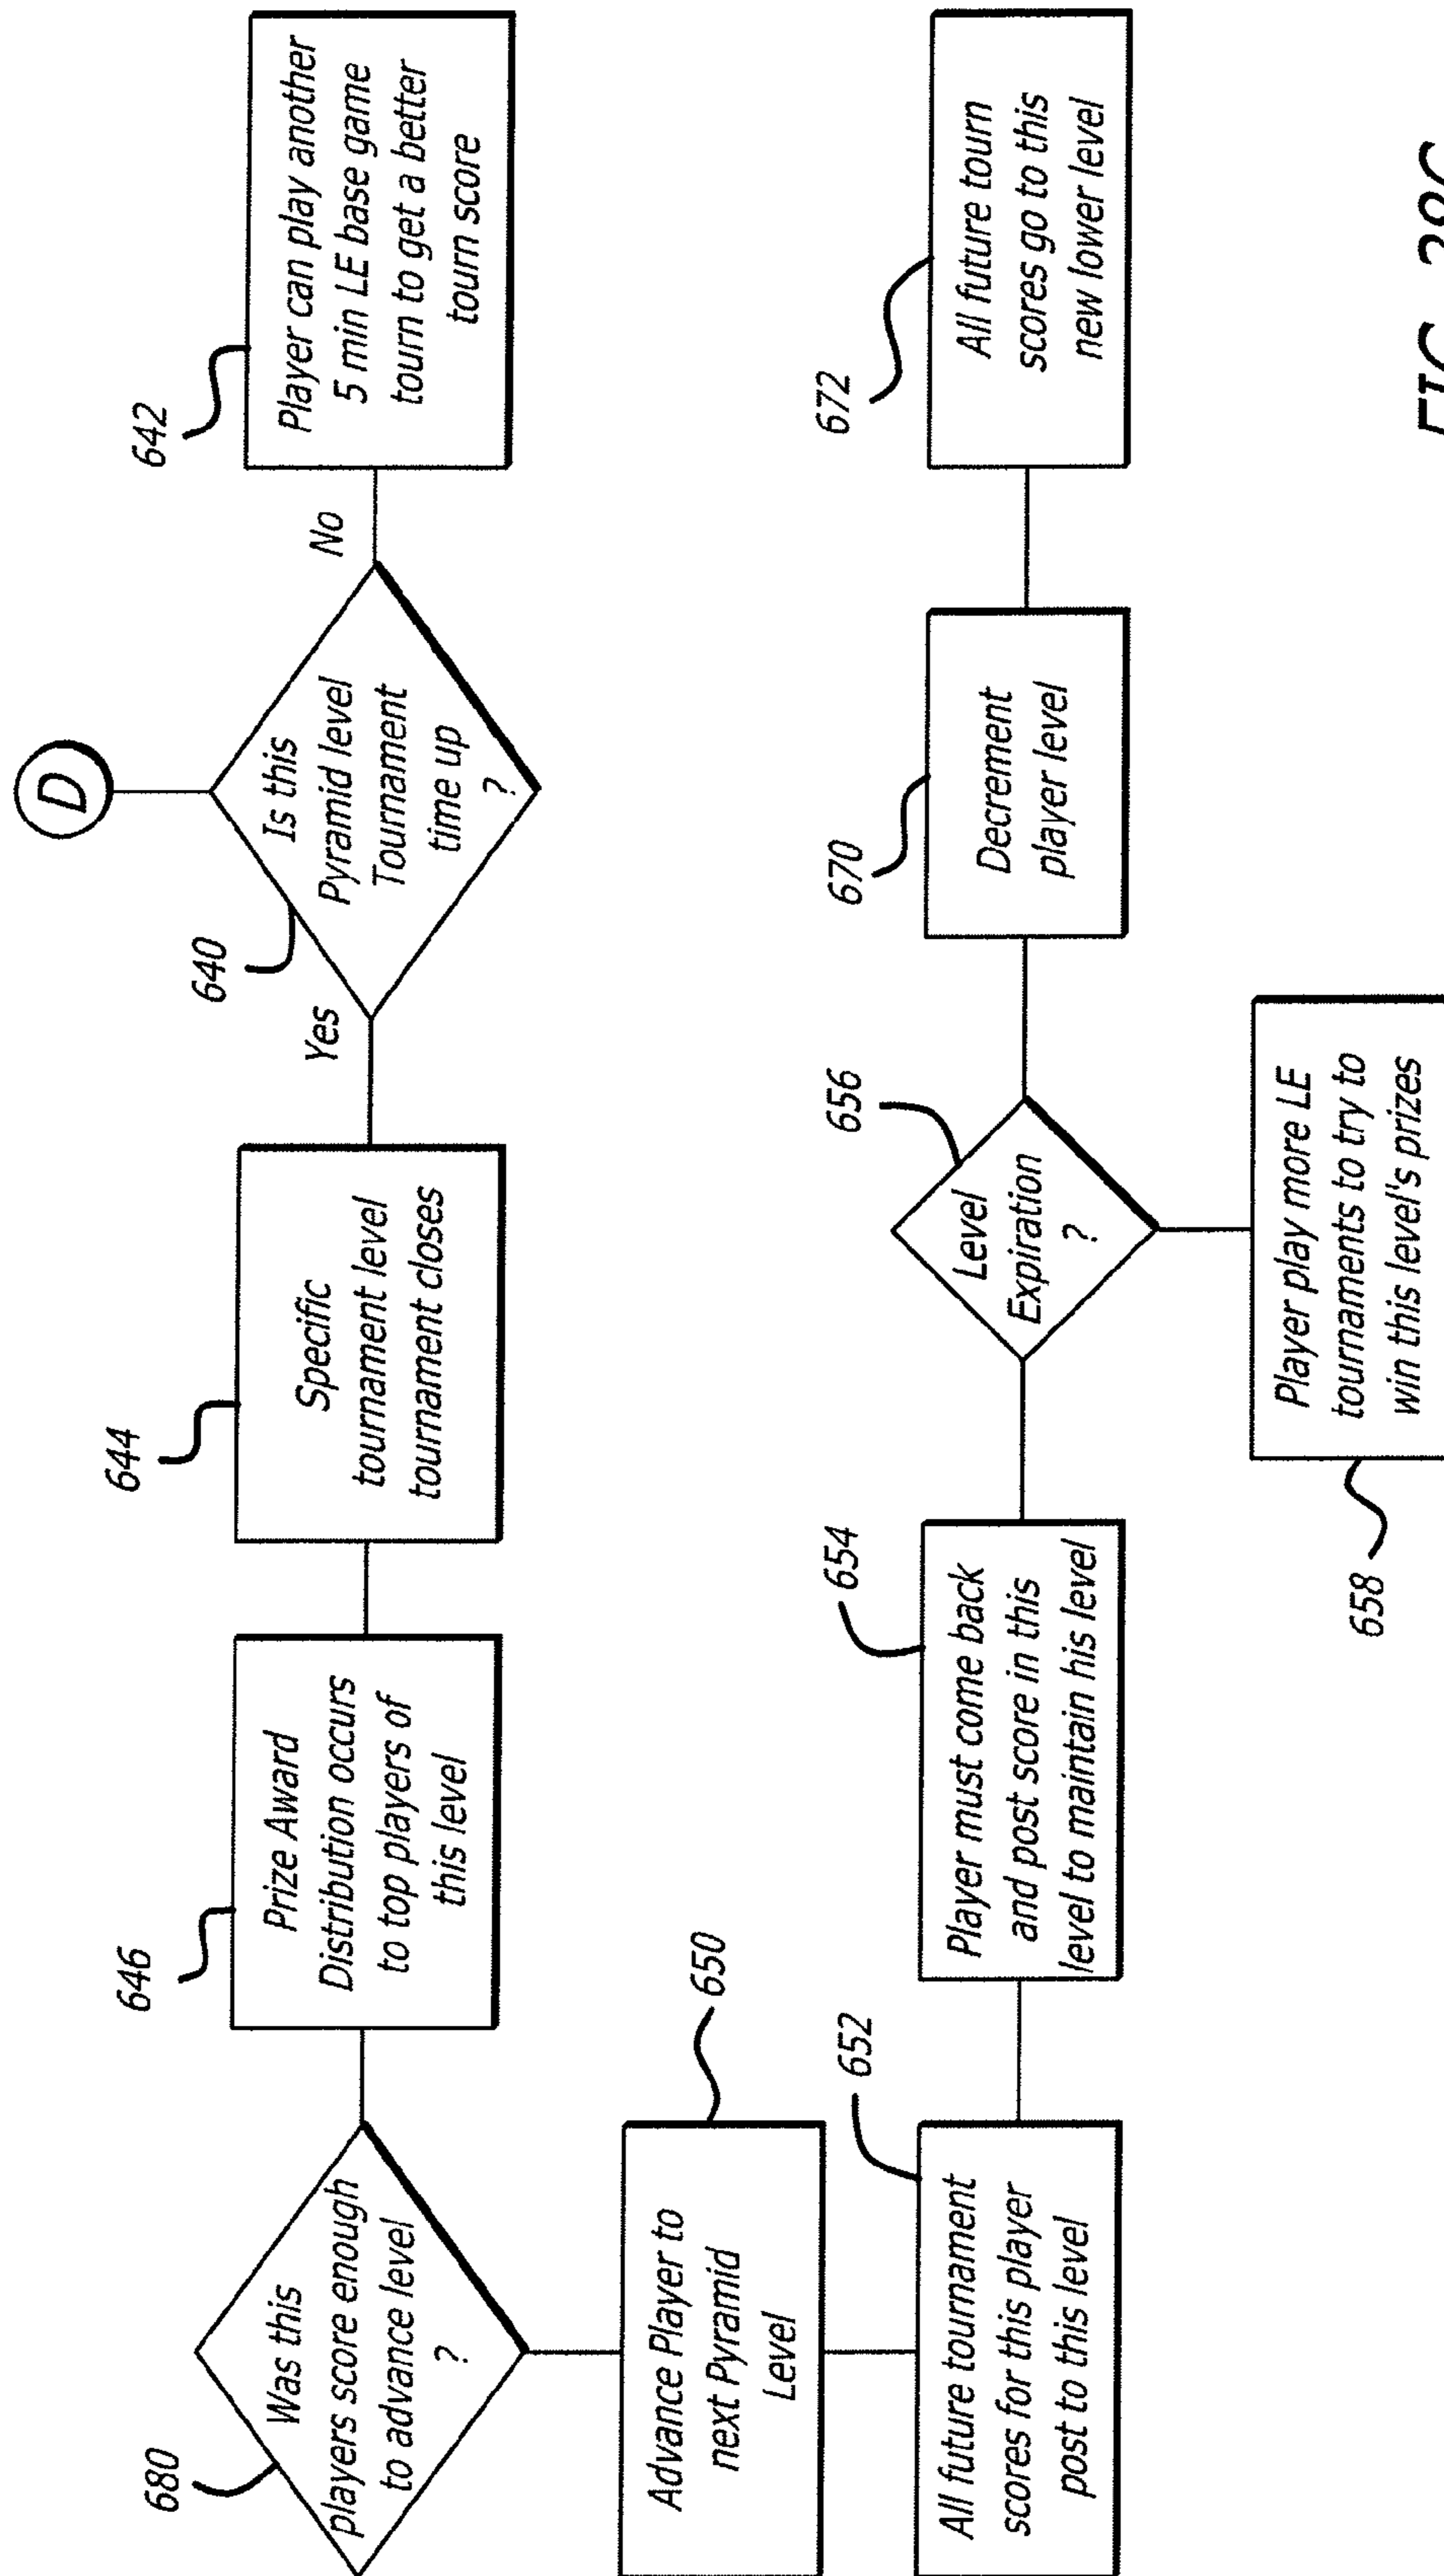 D
640
Is this
Pyramid level
Tournament
time up
?
No
642
Player can play another
5 min LE base game
tourn to get a better
tourn score
Yes
644
Specific
tournament level
tournament closes
646
Prize Award
Distribution occurs
to top players of
this level
680
Was this
players score enough
to advance level
?
650
Advance Player to
next Pyramid
Level
652
All future tournament
scores for this player
post to this level
654
Player must come back
and post score in this
level to maintain his level
656
Level
Expiration
?
658
Player play more LE
tournaments to try to
win this level's prizes
670
Decrement
player level
672
All future tourn
scores go to this
new lower level